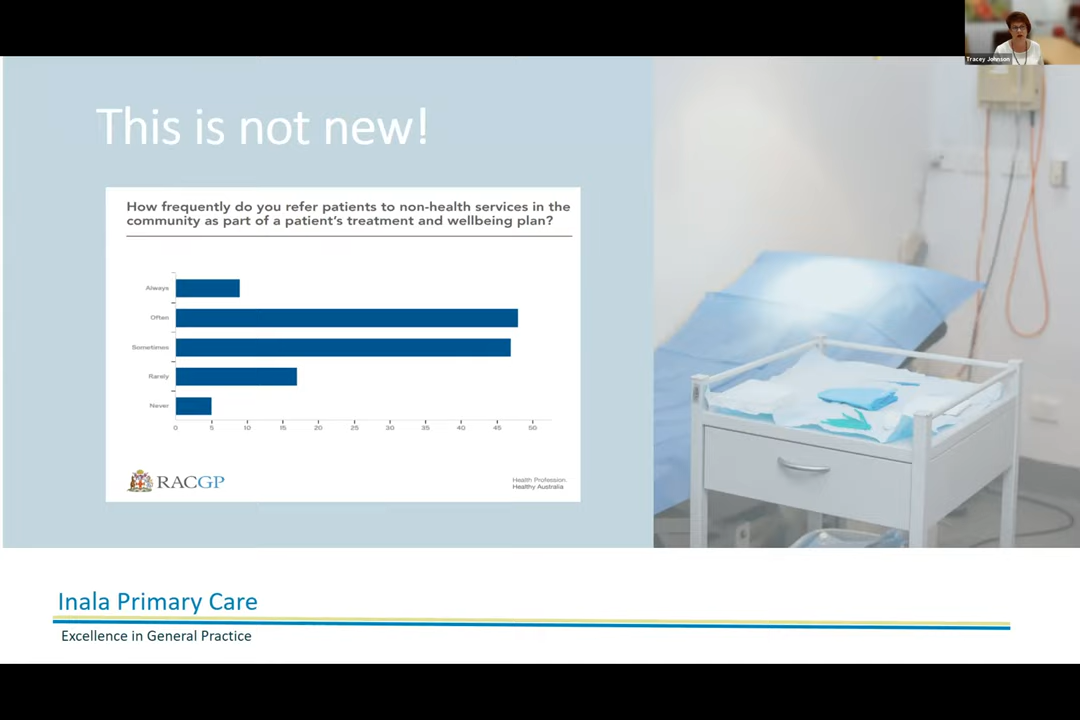 Tracey Johnson
This is not new!
How frequently do you refer patients to non-health services in the
community as part of a patient's treatment and wellbeing plan?
Always
Often
Sometimes
Rarely
Never
0 5 10 15 20 25 30 35 40 45 50
RACGP
Health Profession.
Healthy Australia.
Inala Primary Care
Excellence in General Practice